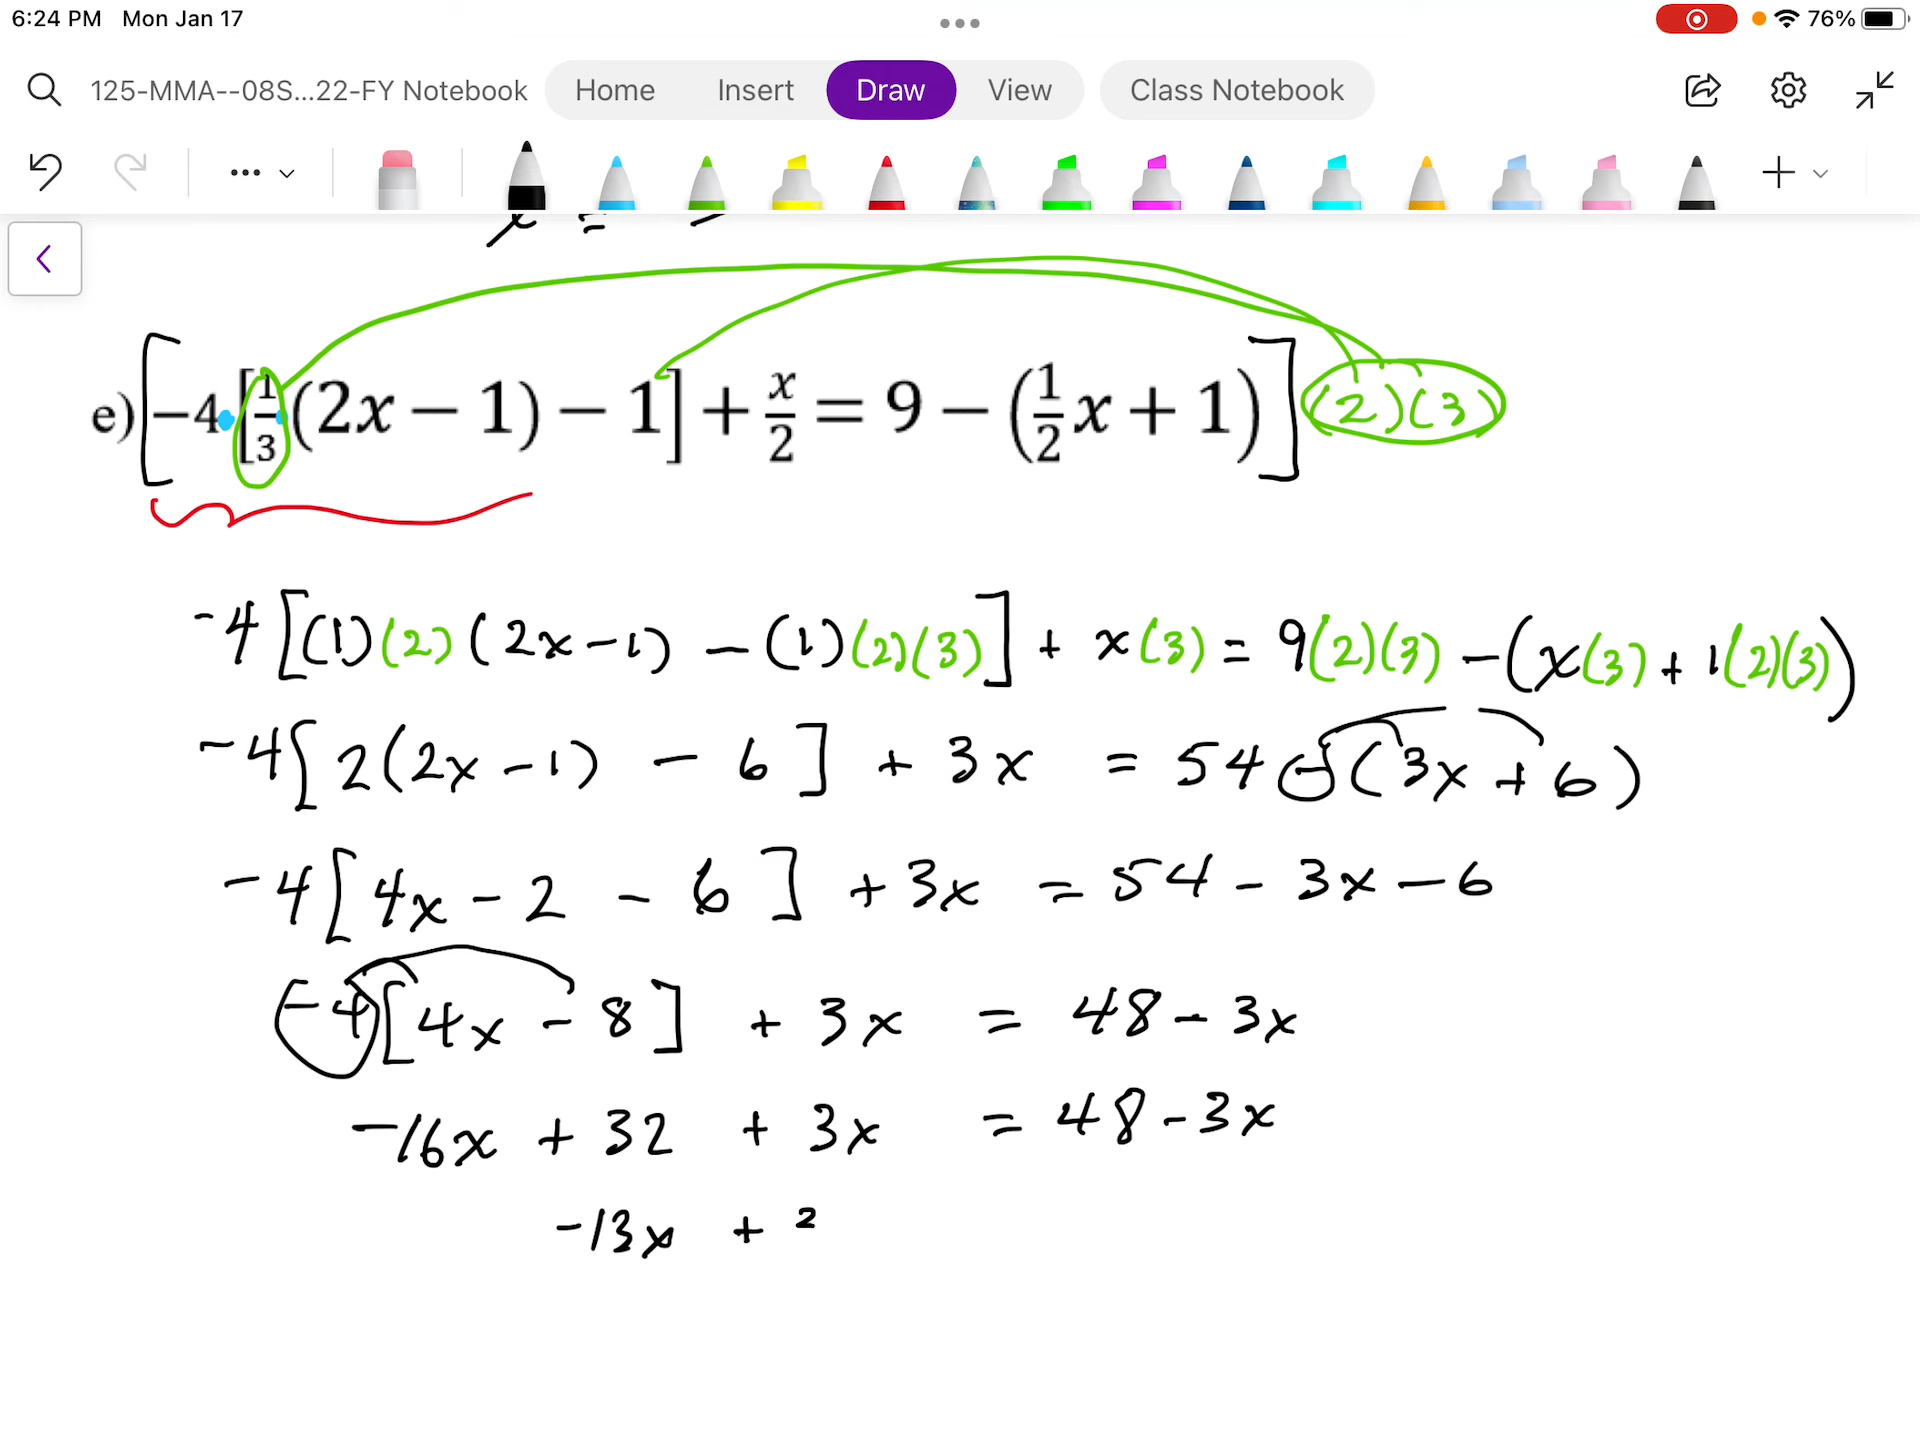 6:24 PM Mon Jan 17 76%
125-MMA--08S...22-FY Notebook Home Insert Draw View Class Notebook
e) [−4[1/3(2x − 1) − 1] + x/2 = 9 − (1/2x + 1)] (2)(3)
-4[(1)(2)(2x-1) - (1)(2)(3)] + x(3) = 9(2)(3) - (x(3) + 1(2)(3))
-4[2(2x-1) - 6] + 3x = 54 - (3x + 6)
-4[4x - 2 - 6] + 3x = 54 - 3x - 6
-4[4x - 8] + 3x = 48 - 3x
-16x + 32 + 3x = 48 - 3x
-13x + 2